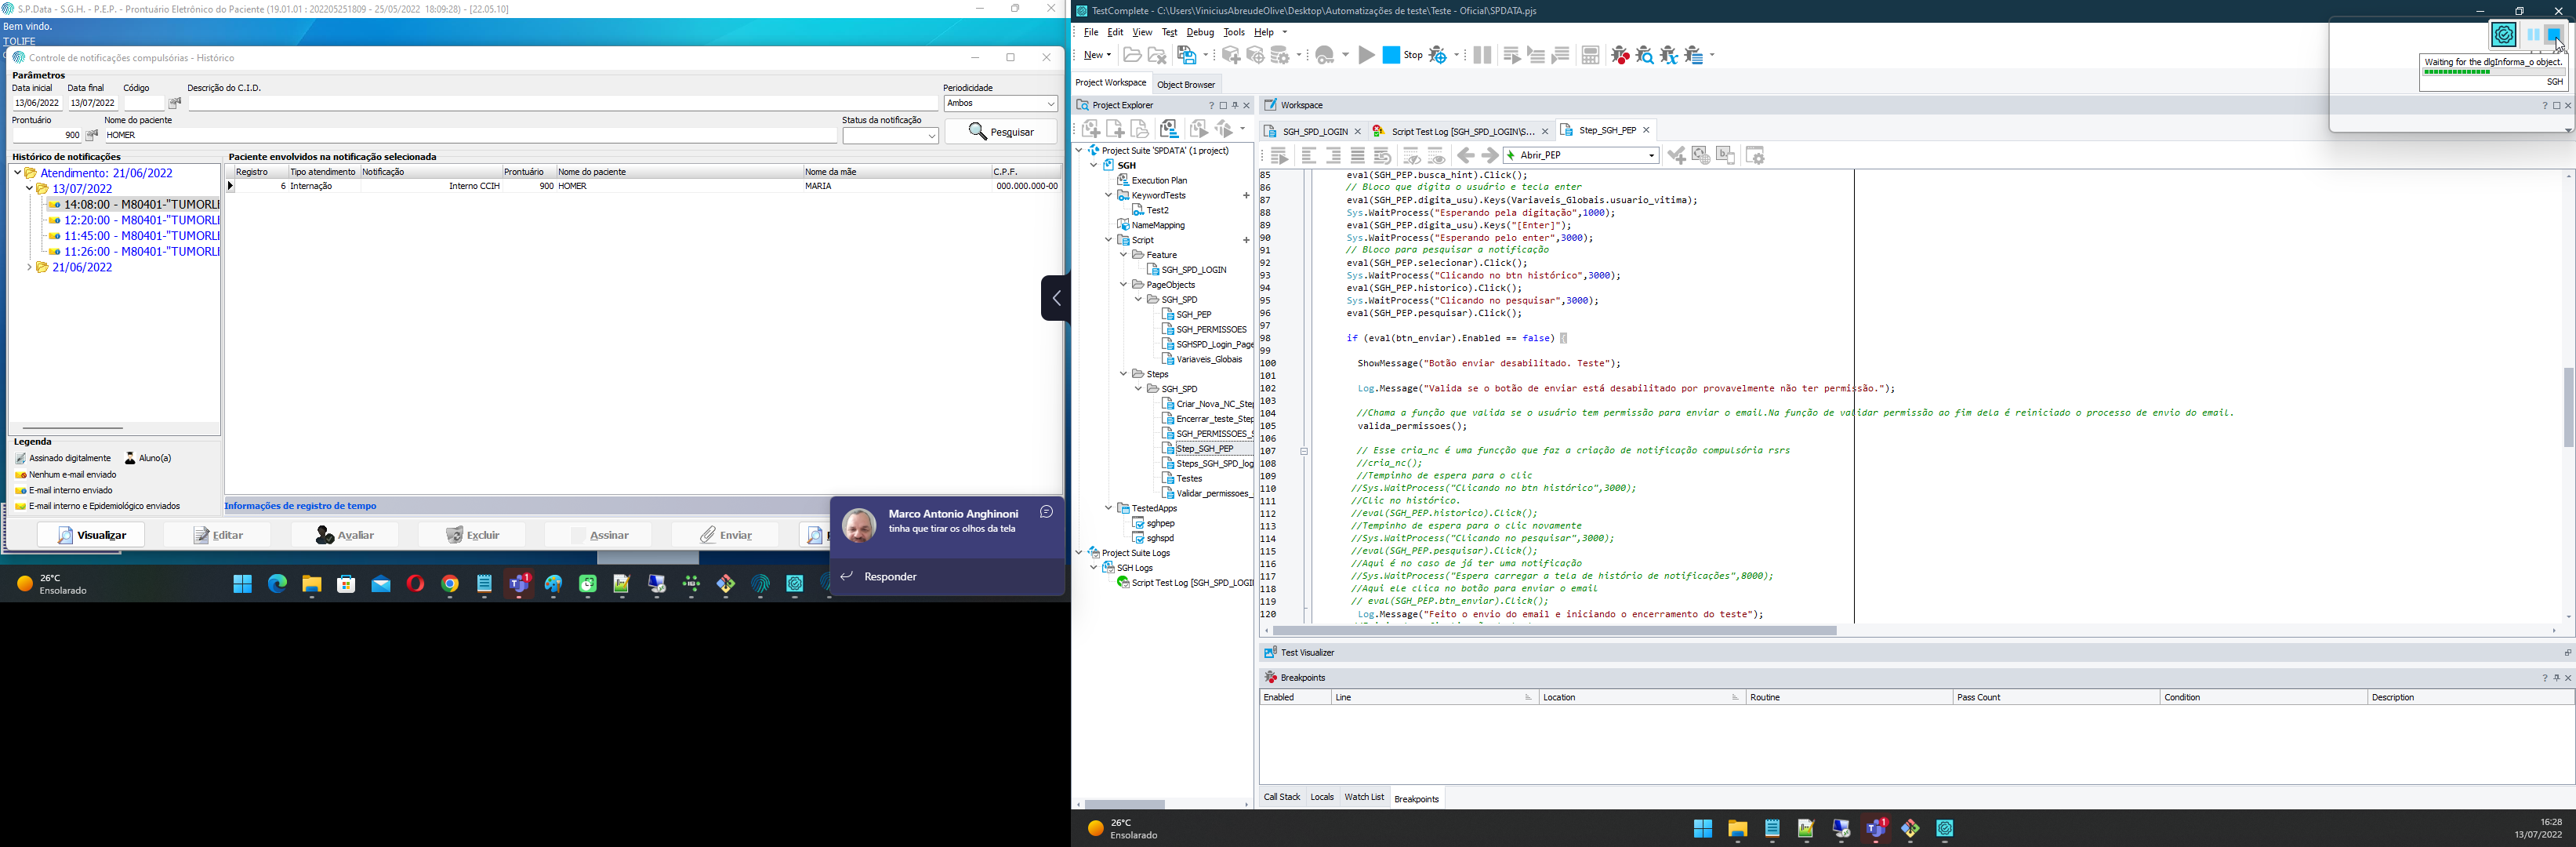 S.P.Data - S.G.H. - P.E.P. - Prontuário Eletrônico do Paciente (19.01.01 : 202205251809 - 25/05/2022 18:09:28) - [22.05.10]
Bem vindo.
TOLIFE
Controle de notificações compulsórias - Histórico
Parâmetros
Data inicial Data final Código Descrição do C.I.D. Periodicidade
13/06/2022 13/07/2022 Ambos
Prontuário Nome do paciente Status da notificação
900 HOMER Pesquisar
Histórico de notificações
Atendimento: 21/06/2022
13/07/2022
14:08:00 - M80401-"TUMORLI
12:20:00 - M80401-"TUMORLI
11:45:00 - M80401-"TUMORLI
11:26:00 - M80401-"TUMORLI
21/06/2022
Paciente envolvidos na notificação selecionada
Registro Tipo atendimento Notificação Prontuário Nome do paciente Nome da mãe C.P.F.
6 Internação Interno CCIH 900 HOMER MARIA 000.000.000-00
Legenda
Assinado digitalmente Aluno(a)
Nenhum e-mail enviado
E-mail interno enviado
E-mail interno e Epidemiológico enviados
Informações de registro de tempo
Visualizar Editar Avaliar Excluir Assinar Enviar
Marco Antonio Anghinoni
tinha que tirar os olhos da tela
Responder
26°C
Ensolarado
1
TestComplete - C:\Users\ViniciusAbreudeOlive\Desktop\Automatizações de teste\Teste - Oficial\SPDATA.pjs
File Edit View Test Debug Tools Help
New Stop
Waiting for the dlgInforma_o object.
SGH
Project Workspace Object Browser
Project Explorer
Project Suite 'SPDATA' (1 project)
SGH
Execution Plan
KeywordTests
Test2
NameMapping
Script
Feature
SGH_SPD_LOGIN
PageObjects
SGH_SPD
SGH_PEP
SGH_PERMISSOES
SGHSPD_Login_Page
Variaveis_Globais
Steps
SGH_SPD
Criar_Nova_NC_Step
Encerrar_teste_Step
SGH_PERMISSOES_S
Step_SGH_PEP
Steps_SGH_SPD_log
Testes
Validar_permissoes_
TestedApps
sghpep
sghspd
Project Suite Logs
SGH Logs
Script Test Log [SGH_SPD_LOGI
Workspace
SGH_SPD_LOGIN Script Test Log [SGH_SPD_LOGIN\S... Step_SGH_PEP
Abrir_PEP
85 eval(SGH_PEP.busca_hint).Click();
86 // Bloco que digita o usuário e tecla enter
87 eval(SGH_PEP.digita_usu).Keys(Variaveis_Globais.usuario_vitima);
88 Sys.WaitProcess("Esperando pela digitação",1000);
89 eval(SGH_PEP.digita_usu).Keys("[Enter]");
90 Sys.WaitProcess("Esperando pelo enter",3000);
91 // Bloco para pesquisar a notificação
92 eval(SGH_PEP.selecionar).Click();
93 Sys.WaitProcess("Clicando no btn histórico",3000);
94 eval(SGH_PEP.historico).Click();
95 Sys.WaitProcess("Clicando no pesquisar",3000);
96 eval(SGH_PEP.pesquisar).Click();
97
98 if (eval(btn_enviar).Enabled == false) {
99
100 ShowMessage("Botão enviar desabilitado. Teste");
101
102 Log.Message("Valida se o botão de enviar está desabilitado por provavelmente não ter permissão.");
103
104 //Chama a função que valida se o usuário tem permissão para enviar o email.Na função de validar permissão ao fim dela é reiniciado o processo de envio do email.
105 valida_permissoes();
106
107 // Esse cria_nc é uma funcção que faz a criação de notificação compulsória rsrs
108 //cria_nc();
109 //Tempinho de espera para o clic
110 //Sys.WaitProcess("Clicando no btn histórico",3000);
111 //Clic no histórico.
112 //eval(SGH_PEP.historico).Click();
113 //Tempinho de espera para o clic novamente
114 //Sys.WaitProcess("Clicando no pesquisar",3000);
115 //eval(SGH_PEP.pesquisar).Click();
116 //Aqui é no caso de já ter uma notificação
117 //Sys.WaitProcess("Espera carregar a tela de histório de notificações",8000);
118 //Aqui ele clica no botão para enviar o email
119 // eval(SGH_PEP.btn_enviar).Click();
120 Log.Message("Feito o envio do email e iniciando o encerramento do teste");
Test Visualizer
Breakpoints
Enabled Line Location Routine Pass Count Condition Description
Call Stack Locals Watch List Breakpoints
26°C
Ensolarado
1
16:28
13/07/2022